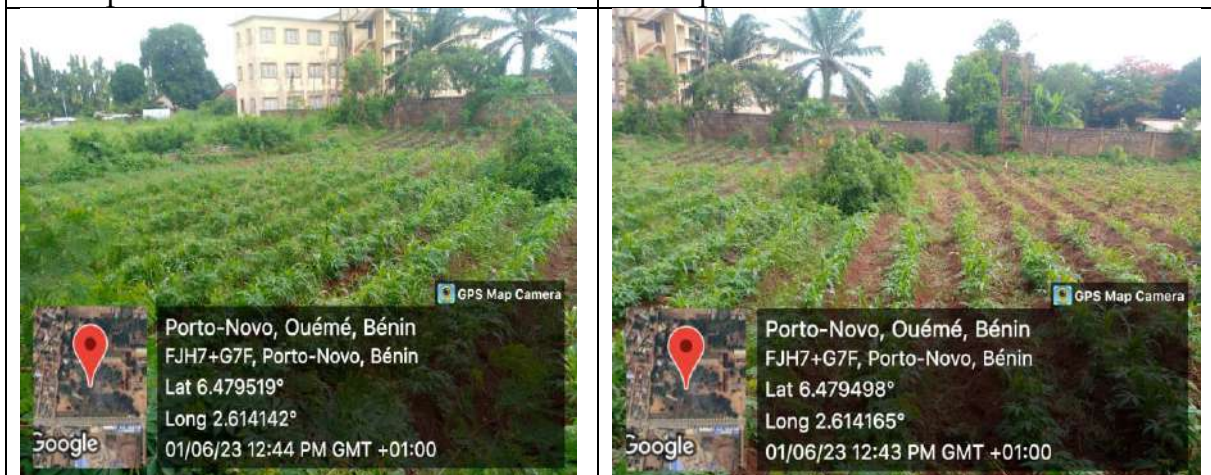 GPS Map Camera
Porto-Novo, Ouémé, Bénin
FJH7+G7F, Porto-Novo, Bénin
Lat 6.479519°
Long 2.614142°
01/06/23 12:44 PM GMT +01:00
Google
GPS Map Camera
Porto-Novo, Ouémé, Bénin
FJH7+G7F, Porto-Novo, Bénin
Lat 6.479498°
Long 2.614165°
01/06/23 12:43 PM GMT +01:00
Google